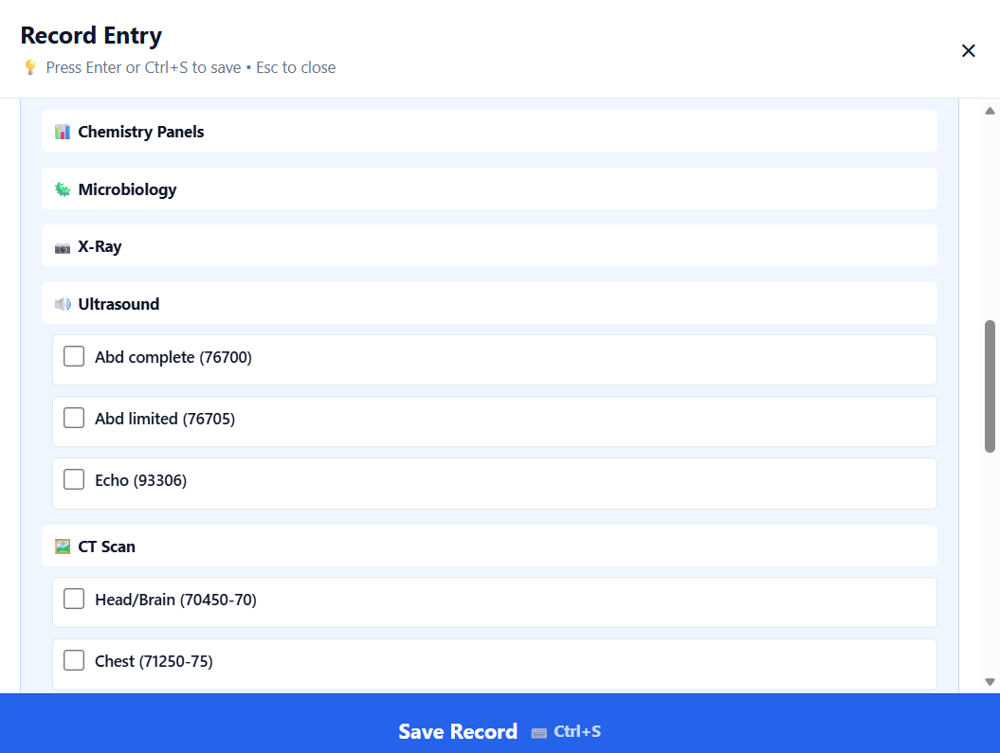 Record Entry
💡 Press Enter or Ctrl+S to save • Esc to close
📊 Chemistry Panels
🦠 Microbiology
📷 X-Ray
🔊 Ultrasound
Abd complete (76700)
Abd limited (76705)
Echo (93306)
🖼️ CT Scan
Head/Brain (70450-70)
Chest (71250-75)
Save Record ⌨️ Ctrl+S